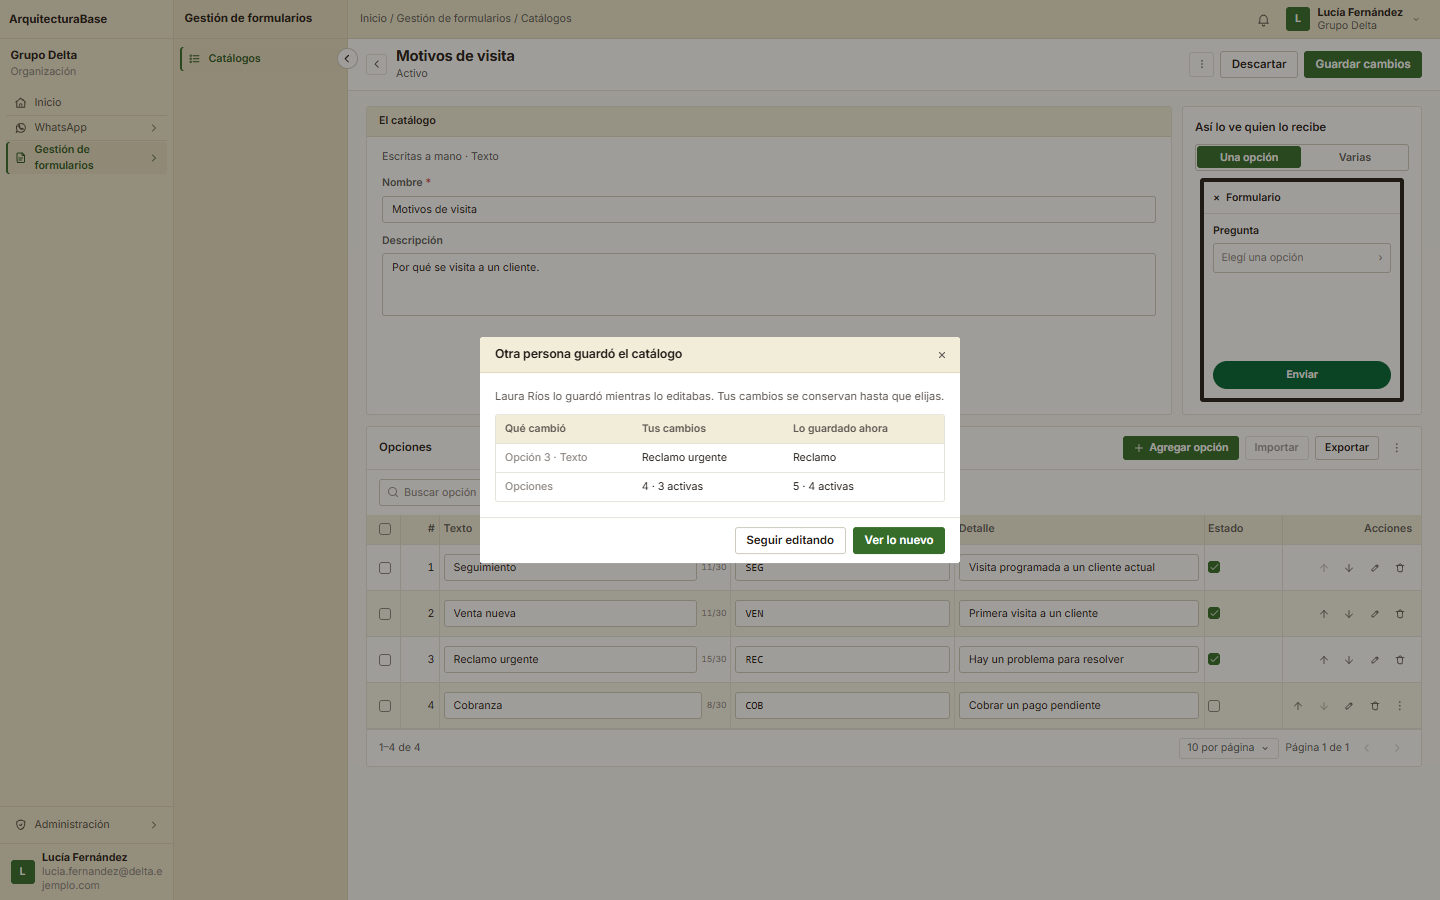 ArquitecturaBase
Grupo Delta
Organización
Inicio
WhatsApp
Gestión de
formularios
Administración
L
Lucía Fernández
lucia.fernandez@delta.e
jemplo.com
Gestión de formularios
Catálogos
Inicio / Gestión de formularios / Catálogos
L
Lucía Fernández
Grupo Delta
Motivos de visita
Activo
Descartar
Guardar cambios
El catálogo
Escritas a mano · Texto
Nombre *
Motivos de visita
Descripción
Por qué se visita a un cliente.
Así lo ve quien lo recibe
Una opción
Varias
× Formulario
Pregunta
Elegí una opción
Enviar
Otra persona guardó el catálogo
Laura Ríos lo guardó mientras lo editabas. Tus cambios se conservan hasta que elijas.
Qué cambió Tus cambios Lo guardado ahora
Opción 3 · Texto Reclamo urgente Reclamo
Opciones 4 · 3 activas 5 · 4 activas
Seguir editando
Ver lo nuevo
Opciones
Agregar opción
Importar
Exportar
Buscar opción
# Texto Detalle Estado Acciones
1 Seguimiento 11/30 SEG Visita programada a un cliente actual
2 Venta nueva 11/30 VEN Primera visita a un cliente
3 Reclamo urgente 15/30 REC Hay un problema para resolver
4 Cobranza 8/30 COB Cobrar un pago pendiente
1–4 de 4
10 por página
Página 1 de 1